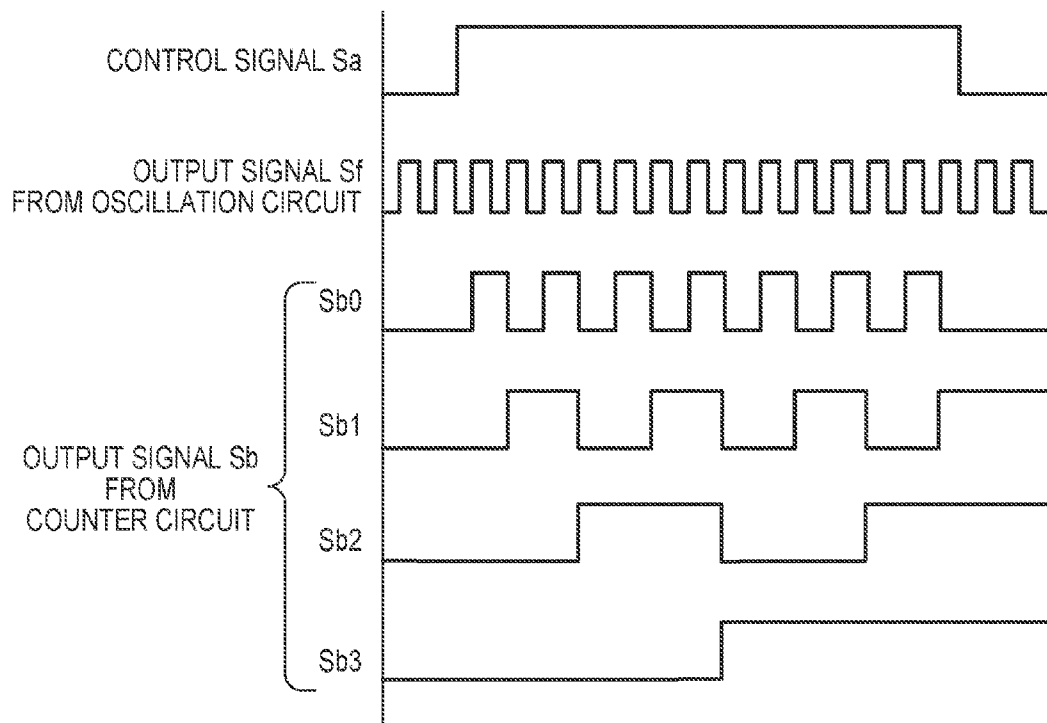 CONTROL SIGNAL Sa
OUTPUT SIGNAL Sf
FROM OSCILLATION CIRCUIT
Sb0
Sb1
OUTPUT SIGNAL Sb
FROM
COUNTER CIRCUIT
Sb2
Sb3